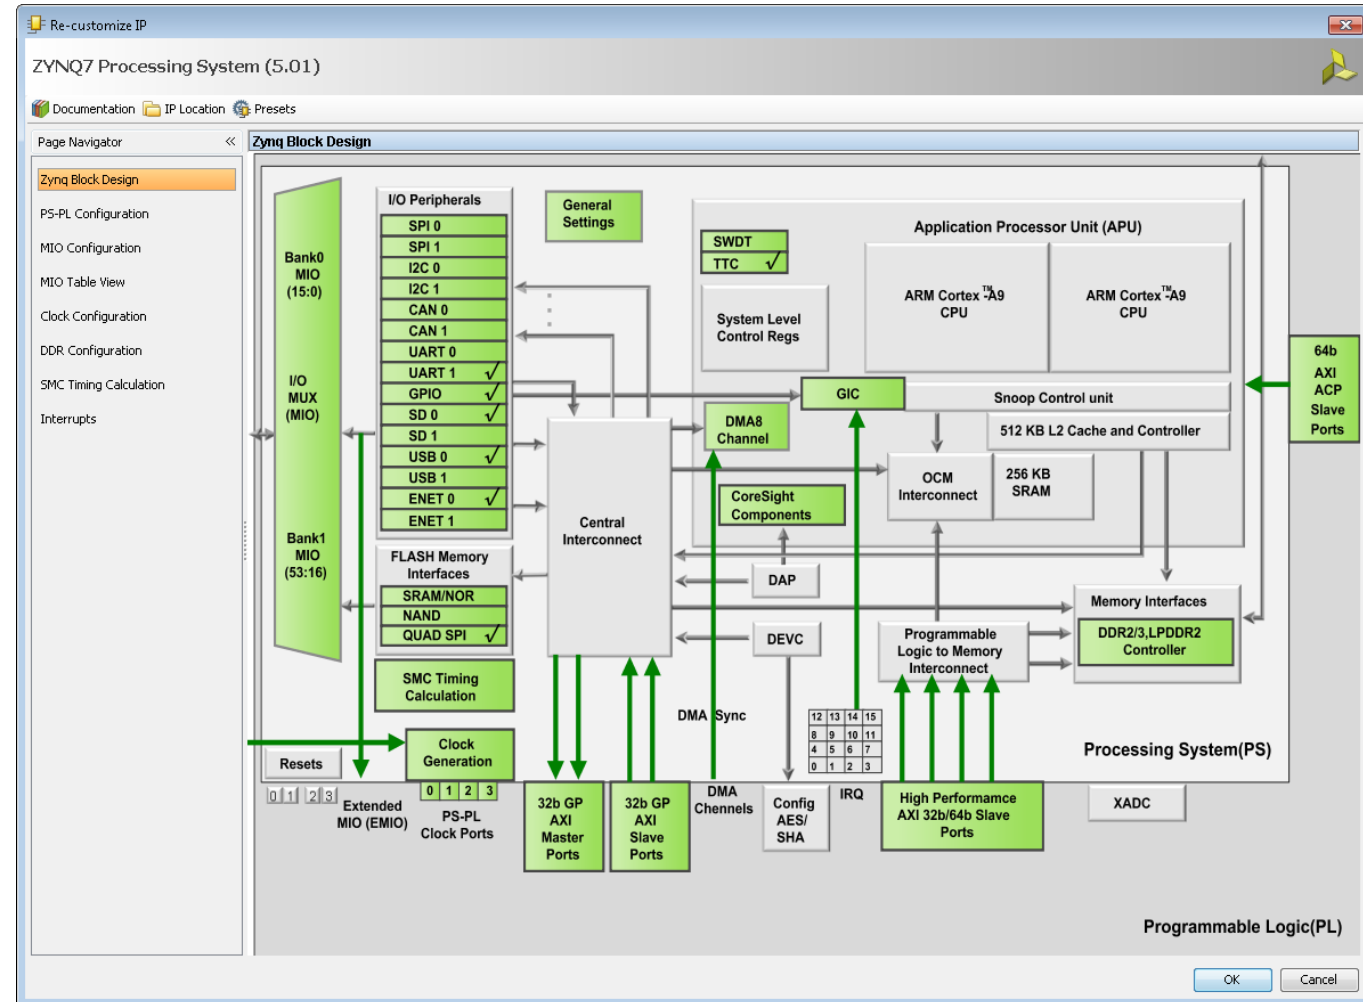 Re-customize IP
ZYNQ7 Processing System (5.01)
Documentation
IP Location
Presets
Page Navigator
«
Zynq Block Design
PS-PL Configuration
MIO Configuration
MIO Table View
Clock Configuration
DDR Configuration
SMC Timing Calculation
Interrupts
Zynq Block Design
Bank0
MIO
(15:0)
I/O
MUX
(MIO)
Bank1
MIO
(53:16)
I/O Peripherals
SPI 0
SPI 1
I2C 0
I2C 1
CAN 0
CAN 1
UART 0
UART 1 √
GPIO √
SD 0 √
SD 1
USB 0 √
USB 1
ENET 0 √
ENET 1
FLASH Memory
Interfaces
SRAM/NOR
NAND
QUAD SPI √
SMC Timing
Calculation
Clock
Generation
0 1 2 3
PS-PL
Clock Ports
Resets
0 1 2 3
Extended
MIO (EMIO)
General
Settings
Central
Interconnect
32b GP
AXI
Master
Ports
32b GP
AXI
Slave
Ports
Application Processor Unit (APU)
SWDT
TTC √
System Level
Control Regs
ARM Cortex™-A9
CPU
ARM Cortex™-A9
CPU
GIC
Snoop Control unit
DMA8
Channel
512 KB L2 Cache and Controller
OCM
Interconnect
256 KB
SRAM
CoreSight
Components
DAP
DEVC
Programmable
Logic to Memory
Interconnect
Memory Interfaces
DDR2/3,LPDDR2
Controller
64b
AXI
ACP
Slave
Ports
DMA Sync
12 13 14 15
8 9 10 11
4 5 6 7
0 1 2 3
IRQ
DMA
Channels
Config
AES/
SHA
High Performamce
AXI 32b/64b Slave
Ports
Processing System(PS)
XADC
Programmable Logic(PL)
OK
Cancel